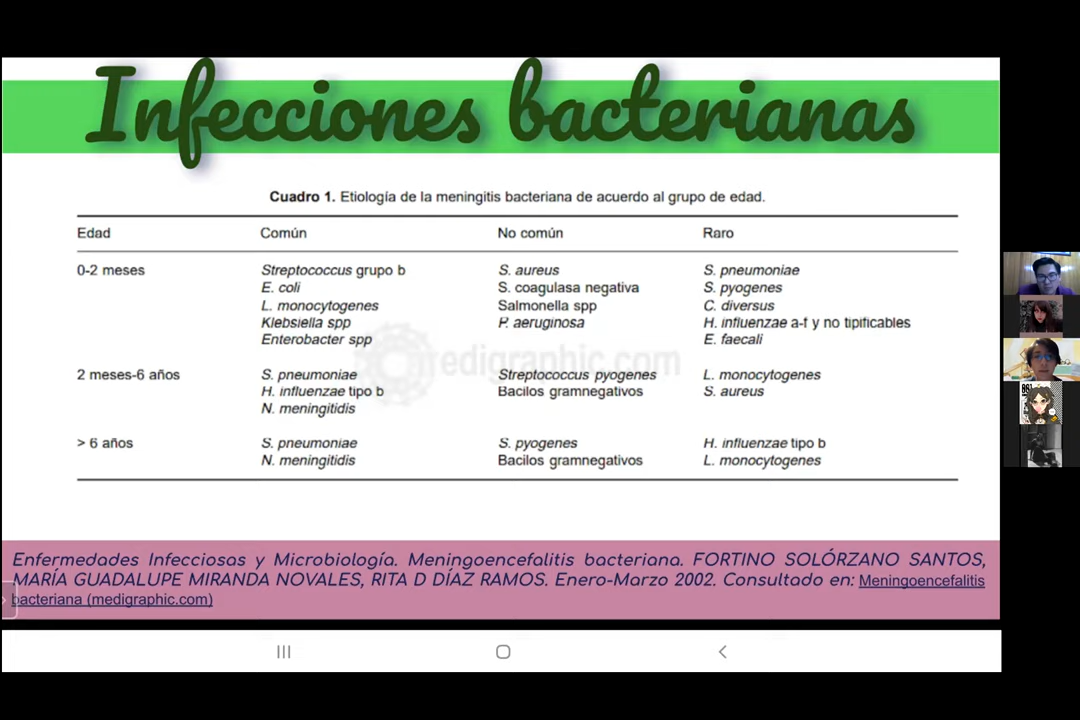 Infecciones bacterianas
Cuadro 1. Etiología de la meningitis bacteriana de acuerdo al grupo de edad.
Edad Común No común Raro
0-2 meses Streptococcus grupo b S. aureus S. pneumoniae
E. coli S. coagulasa negativa S. pyogenes
L. monocytogenes Salmonella spp C. diversus
Klebsiella spp P. aeruginosa H. influenzae a-f y no tipificables
Enterobacter spp E. faecali
medigraphic.com
2 meses-6 años S. pneumoniae Streptococcus pyogenes L. monocytogenes
H. influenzae tipo b Bacilos gramnegativos S. aureus
N. meningitidis
> 6 años S. pneumoniae S. pyogenes H. influenzae tipo b
N. meningitidis Bacilos gramnegativos L. monocytogenes
Enfermedades Infecciosas y Microbiología. Meningoencefalitis bacteriana. FORTINO SOLÓRZANO SANTOS,
MARÍA GUADALUPE MIRANDA NOVALES, RITA D DÍAZ RAMOS. Enero-Marzo 2002. Consultado en: Meningoencefalitis
bacteriana (medigraphic.com)